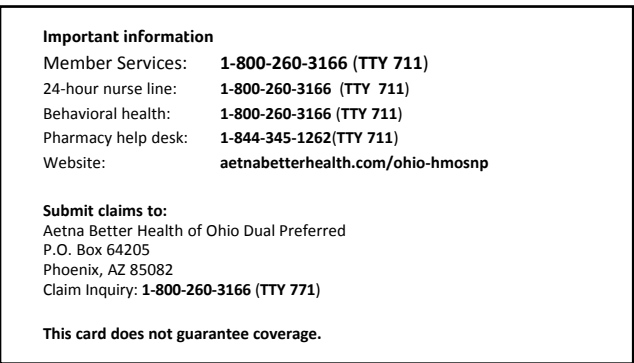 Important information
Member Services: 1-800-260-3166 (TTY 711)
24-hour nurse line: 1-800-260-3166 (TTY 711)
Behavioral health: 1-800-260-3166 (TTY 711)
Pharmacy help desk: 1-844-345-1262(TTY 711)
Website: aetnabetterhealth.com/ohio-hmosnp
Submit claims to:
Aetna Better Health of Ohio Dual Preferred
P.O. Box 64205
Phoenix, AZ 85082
Claim Inquiry: 1-800-260-3166 (TTY 771)
This card does not guarantee coverage.